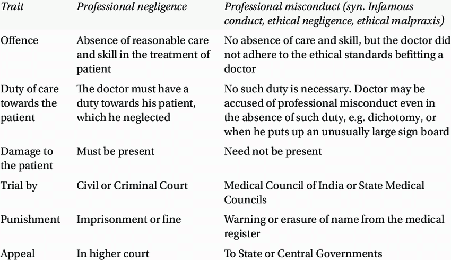 Trait Professional negligence Professional misconduct (syn. Infamous
conduct, ethical negligence, ethical malpraxis)
Offence Absence of reasonable care No absence of care and skill, but the doctor did
and skill in the treatment of not adhere to the ethical standards befitting a
patient doctor
Duty of care The doctor must have a No such duty is necessary. Doctor may be
towards the duty towards his patient, accused of professional misconduct even in
patient which he neglected the absence of such duty, e.g. dichotomy, or
when he puts up an unusually large sign board
Damage to Must be present Need not be present
the patient
Trial by Civil or Criminal Court Medical Council of India or State Medical
Councils
Punishment Imprisonment or fine Warning or erasure of name from the medical
register
Appeal In higher court To State or Central Governments